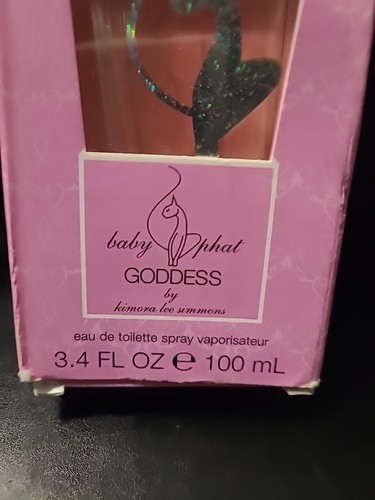 baby phat
GODDESS
by
kimora lee simmons
eau de toilette spray vaporisateur
3.4 FL OZ ℮ 100 mL